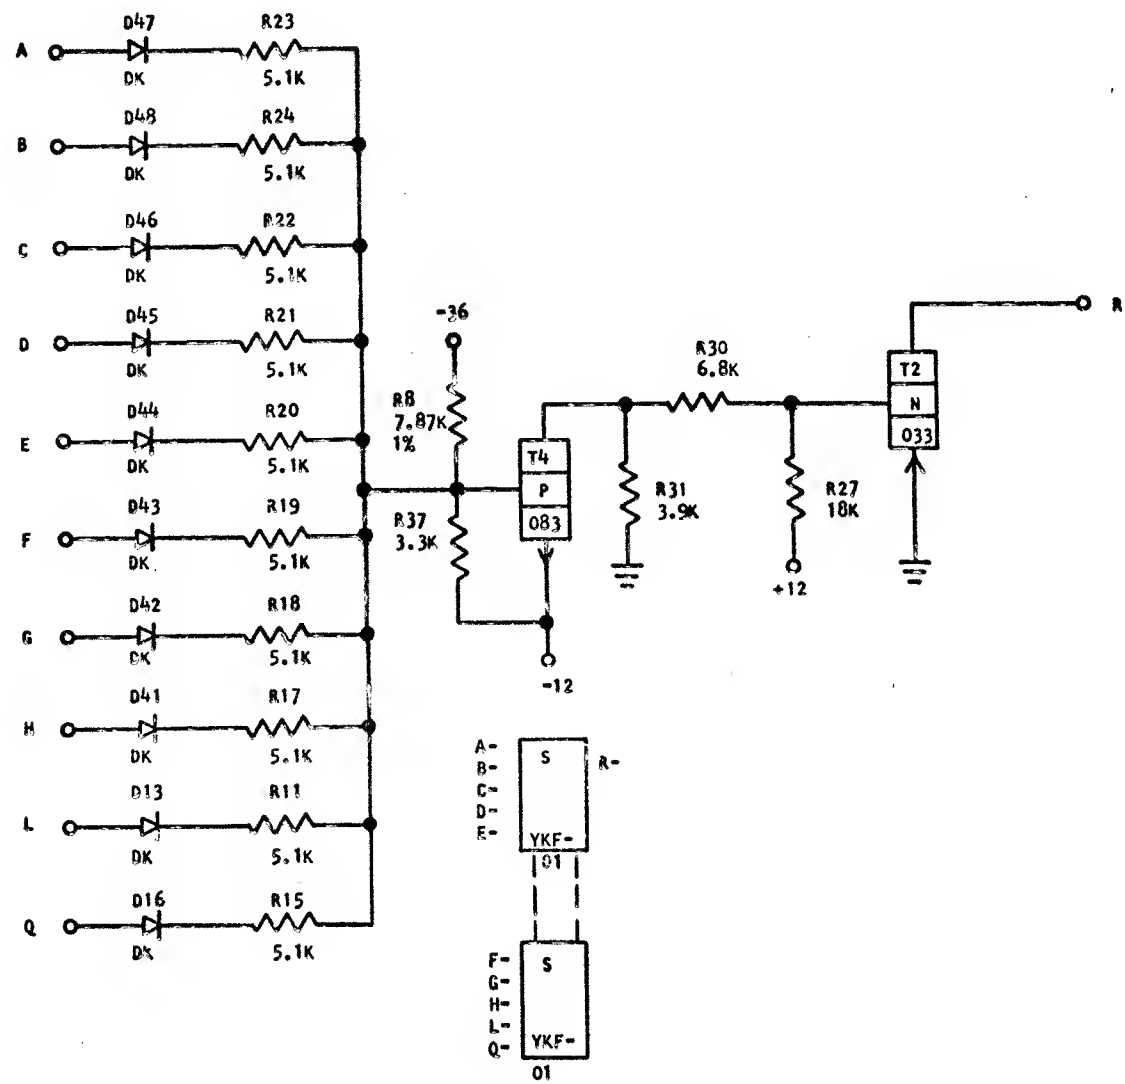 D47 R23
A
DK 5.1K
D48 R24
B
DK 5.1K
D46 R22
C
DK 5.1K
D45 R21
D
DK 5.1K
D44 R20
E
DK 5.1K
D43 R19
F
DK 5.1K
D42 R18
G
DK 5.1K
D41 R17
H
DK 5.1K
D13 R11
L
DK 5.1K
D16 R15
Q
DK 5.1K
-36
R8
7.87K
1%
R37
3.3K
T4
P
083
-12
R30
6.8K
R31
3.9K
R27
18K
+12
T2
N
033
R
A-
B-
C-
D-
E-
S
YKF-
01
R-
F-
G-
H-
L-
Q-
S
YKF-
01